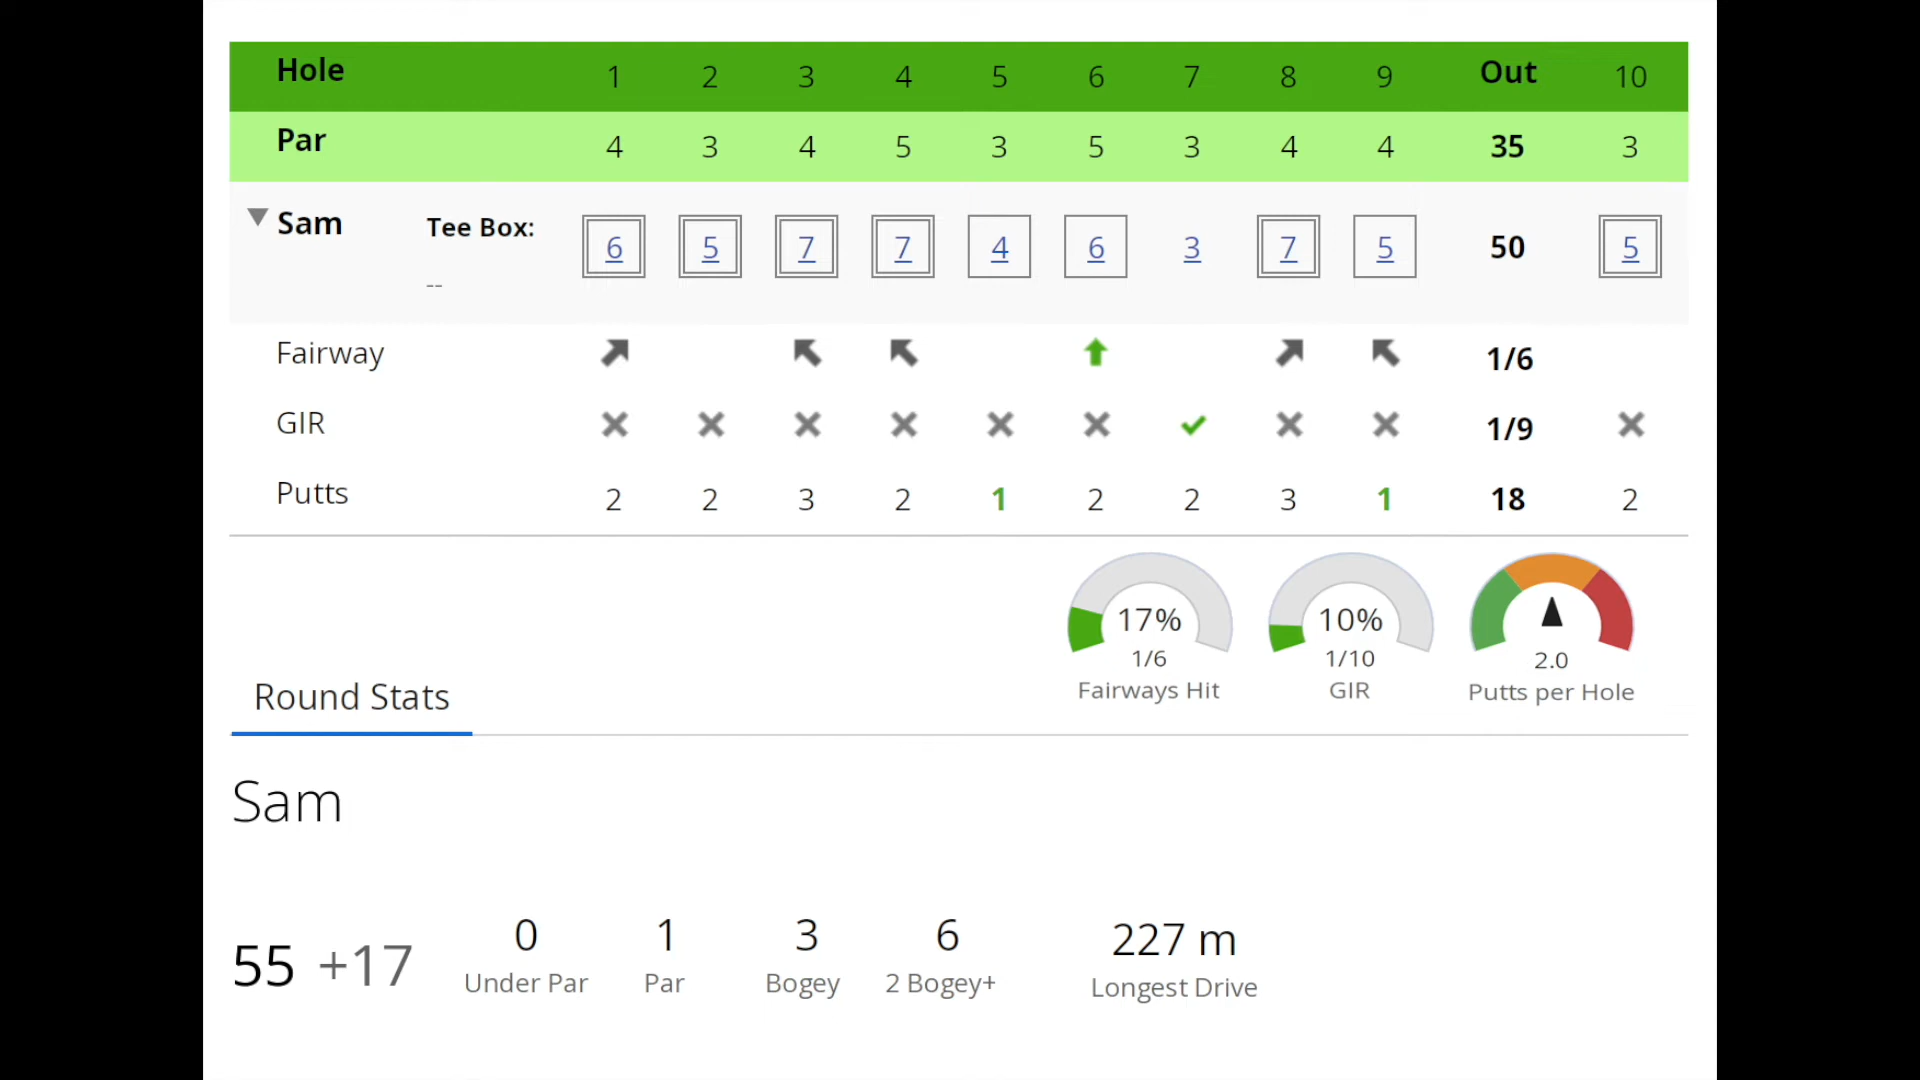 Hole 1 2 3 4 5 6 7 8 9 Out 10
Par 4 3 4 5 3 5 3 4 4 35 3
Sam Tee Box: 6 5 7 7 4 6 3 7 5 50 5
--
Fairway 1/6
GIR 1/9
Putts 2 2 3 2 1 2 2 3 1 18 2
17% 10%
1/6 1/10 2.0
Fairways Hit GIR Putts per Hole
Round Stats
Sam
55 +17 0 1 3 6 227 m
Under Par Par Bogey 2 Bogey+ Longest Drive